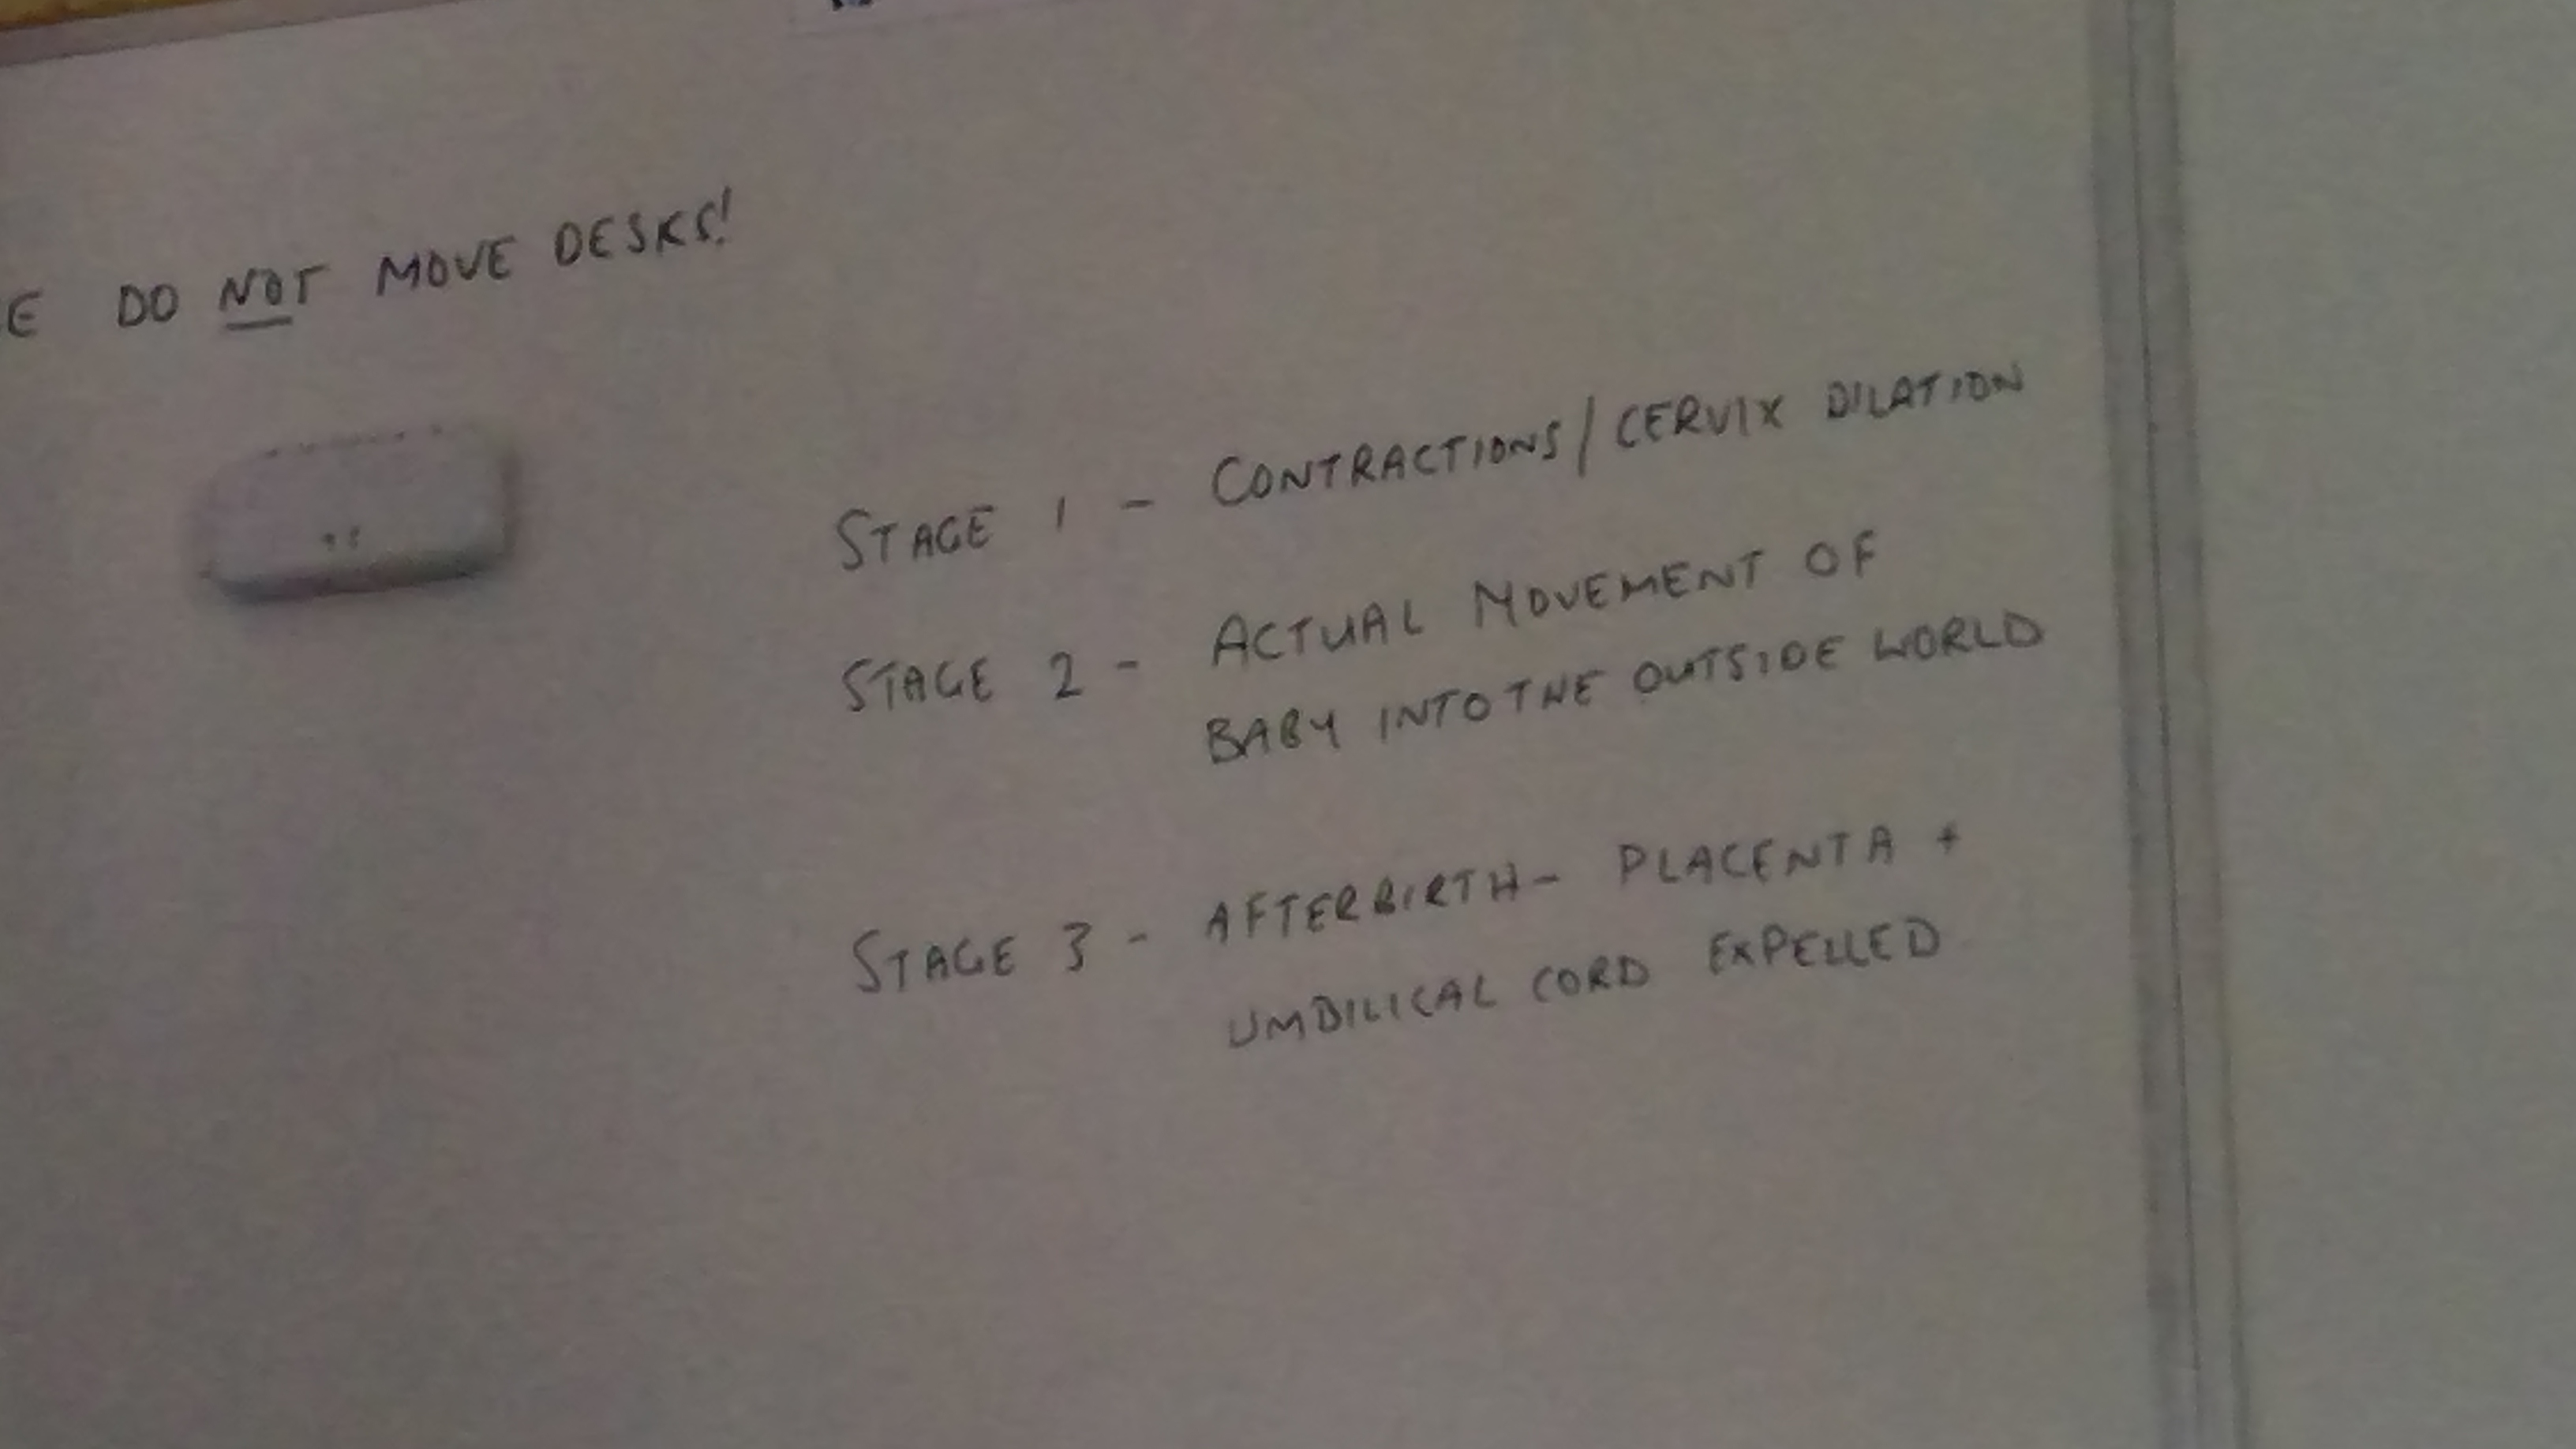 E DO NOT MOVE DESKS!
STAGE 1 - CONTRACTIONS/CERVIX DILATION
STAGE 2 - ACTUAL MOVEMENT OF
BABY INTO THE OUTSIDE WORLD
STAGE 3 - AFTERBIRTH- PLACENTA +
UMBILICAL CORD EXPELLED